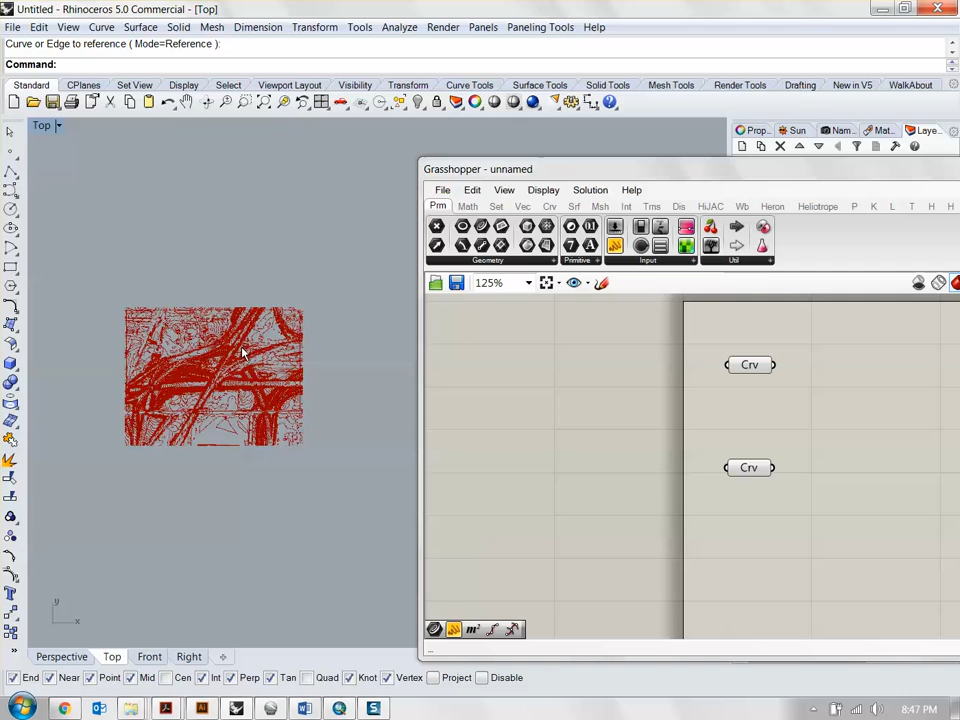 Untitled - Rhinoceros 5.0 Commercial - [Top]
File Edit View Curve Surface Solid Mesh Dimension Transform Tools Analyze Render Panels Paneling Tools Help
Curve or Edge to reference ( Mode=Reference ):
Command:
Standard CPlanes Set View Display Select Viewport Layout Visibility Transform Curve Tools Surface Tools Solid Tools Mesh Tools Render Tools Drafting New in V5 WalkAbout
Top
Prop... Sun Nam... Mat... Laye...
Grasshopper - unnamed
File Edit View Display Solution Help
Prm Math Set Vec Crv Srf Msh Int Trns Dis HiJAC Wb Heron Heliotrope P K L T H H
Geometry + Primitive + Input + Util +
125%
Crv
Crv
y
x
m²
...
Perspective Top Front Right
End Near Point Mid Cen Int Perp Tan Quad Knot Vertex Project Disable
8:47 PM